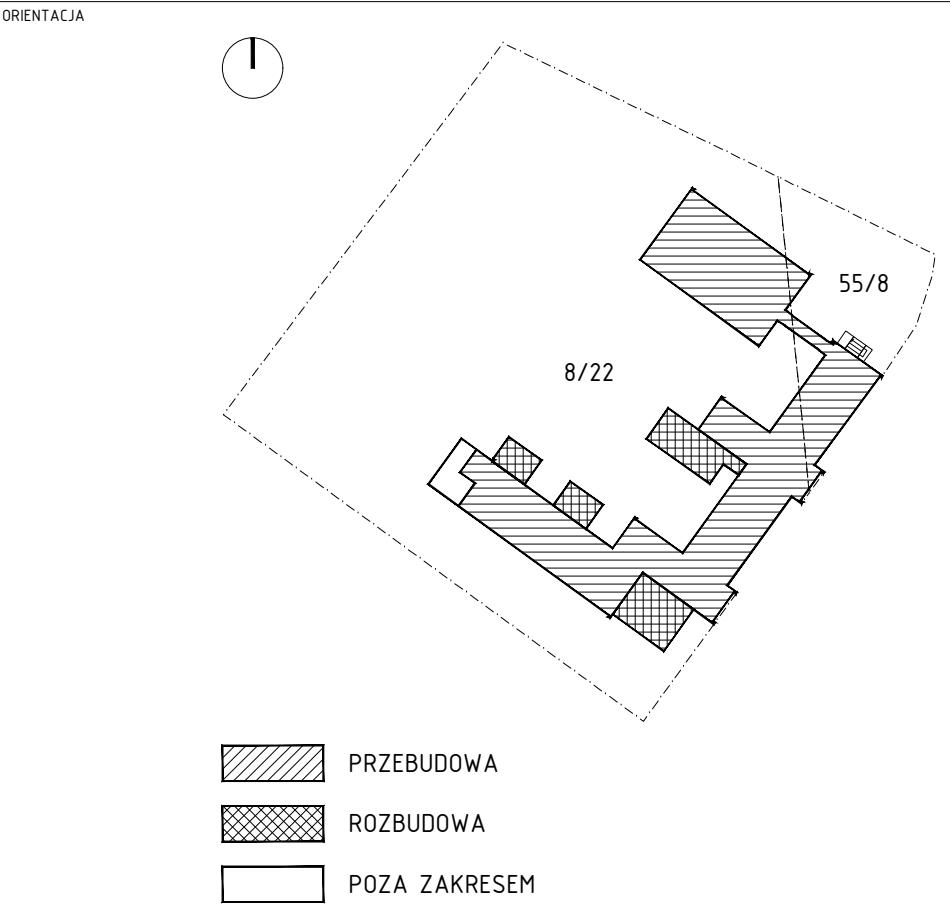 ORIENTACJA
55/8
8/22
PRZEBUDOWA
ROZBUDOWA
POZA ZAKRESEM